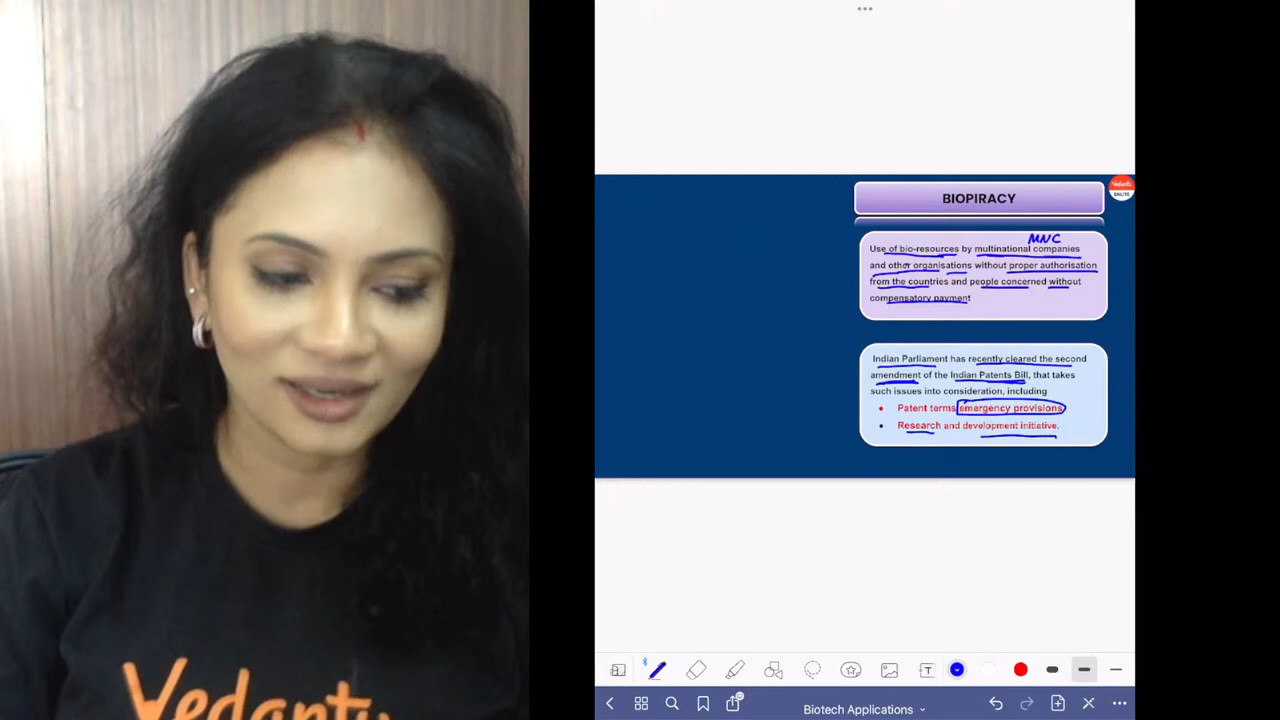 BIOPIRACY
Vedantu
ENLITE
MNC
Use of bio-resources by multinational companies
and other organisations without proper authorisation
from the countries and people concerned without
compensatory payment
Indian Parliament has recently cleared the second
amendment of the Indian Patents Bill, that takes
such issues into consideration, including
• Patent terms emergency provisions
• Research and development initiative.
Vedantu
T
Biotech Applications